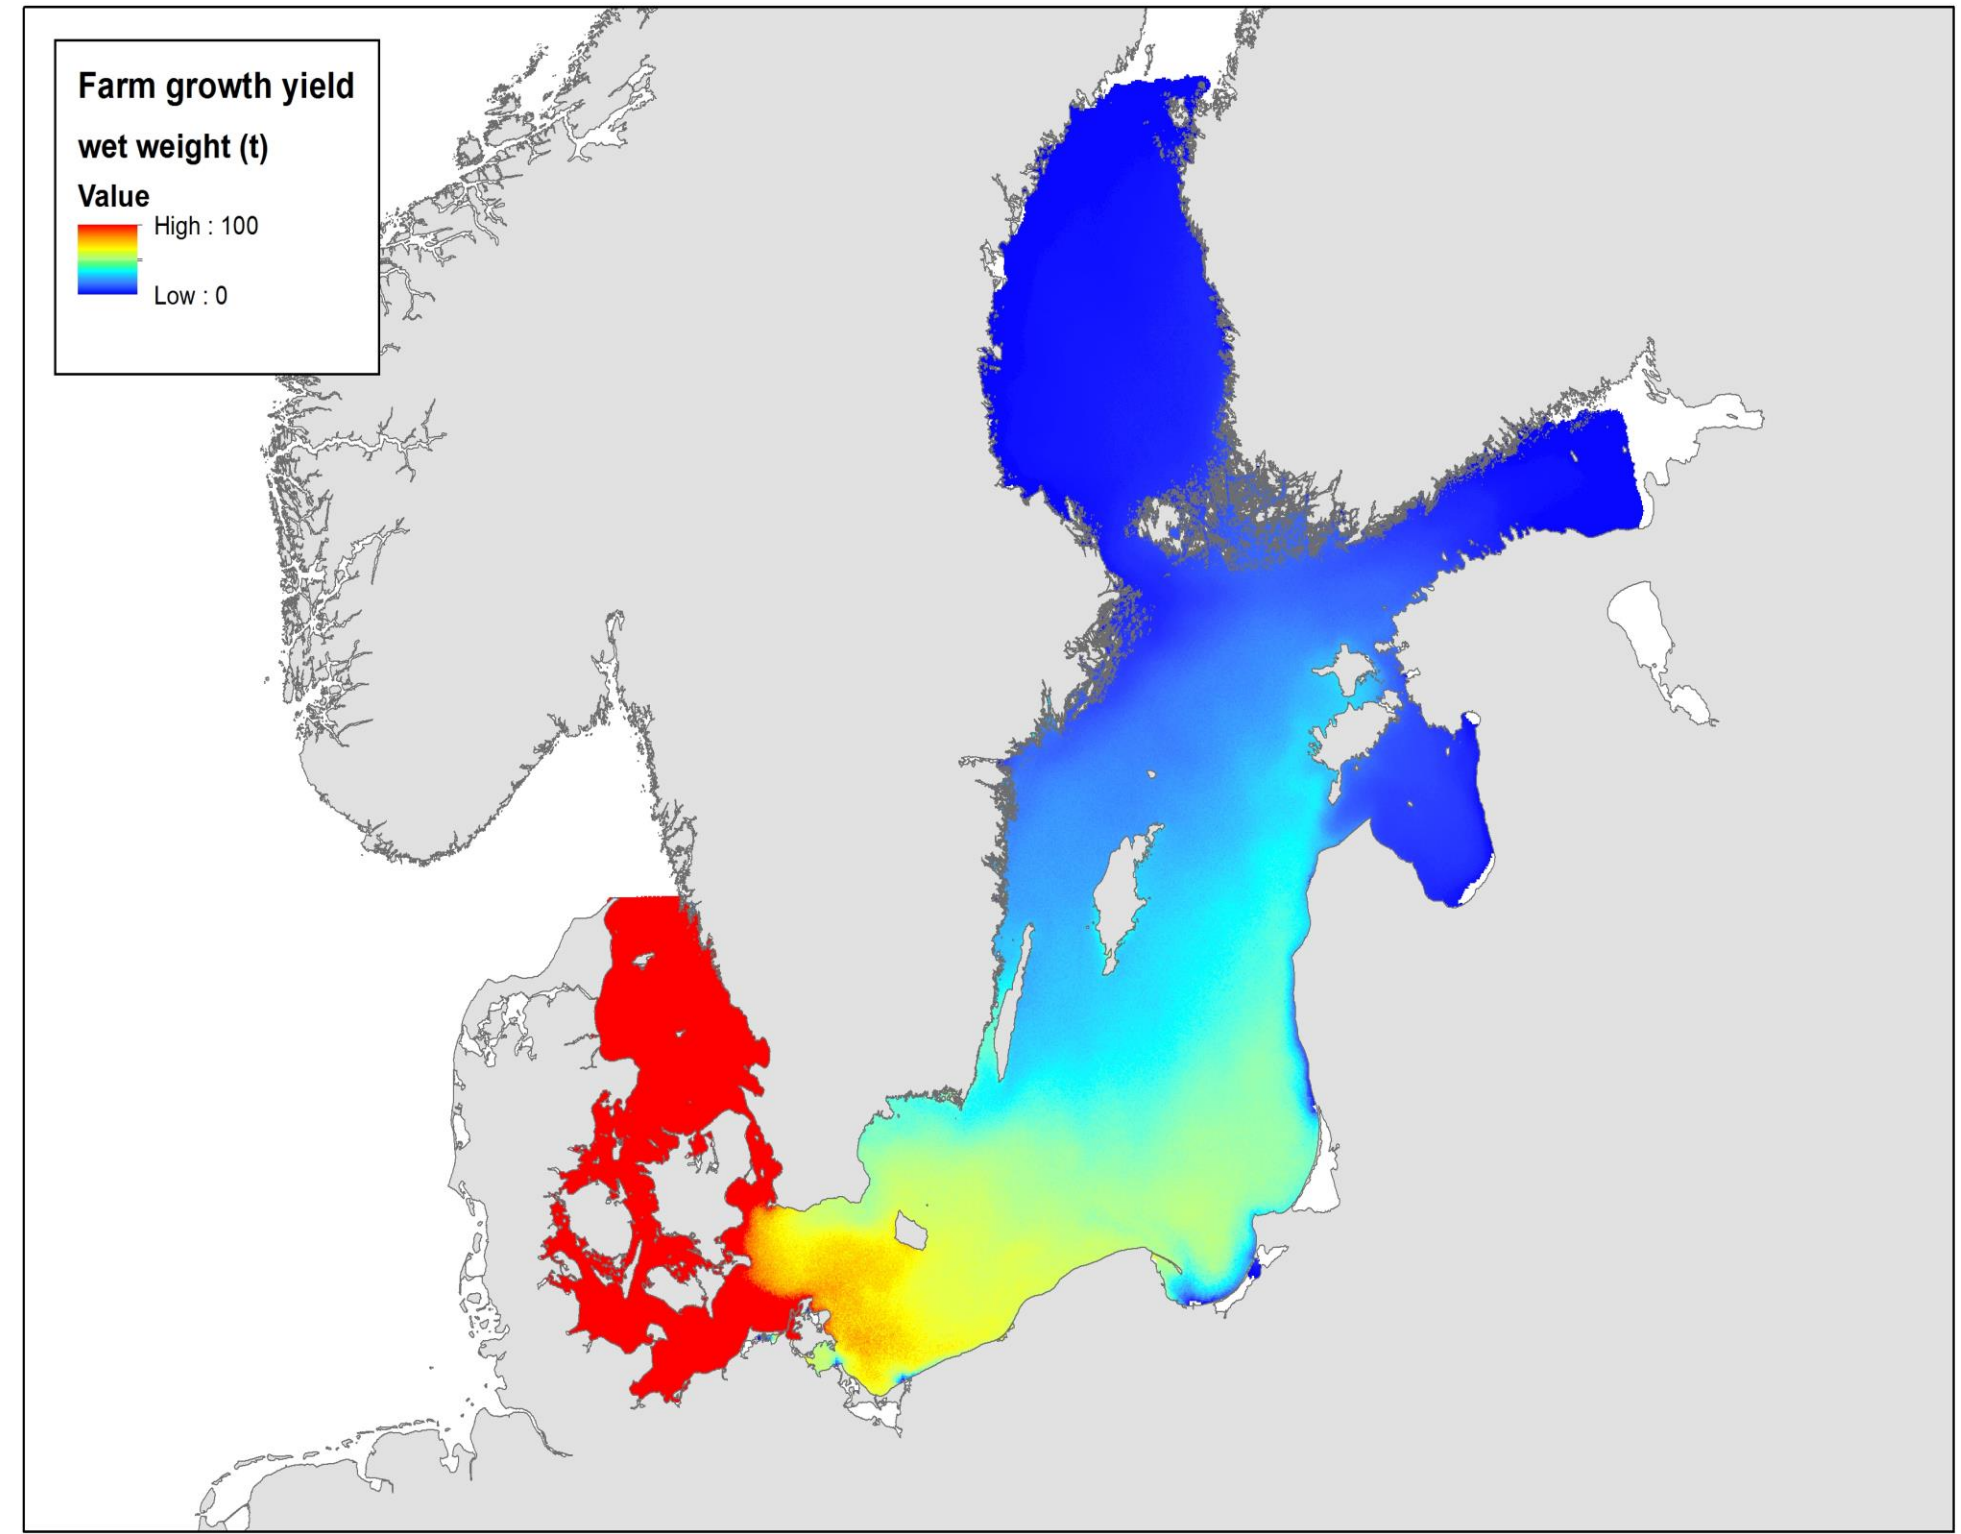 Farm growth yield
wet weight (t)
Value
High : 100
Low : 0